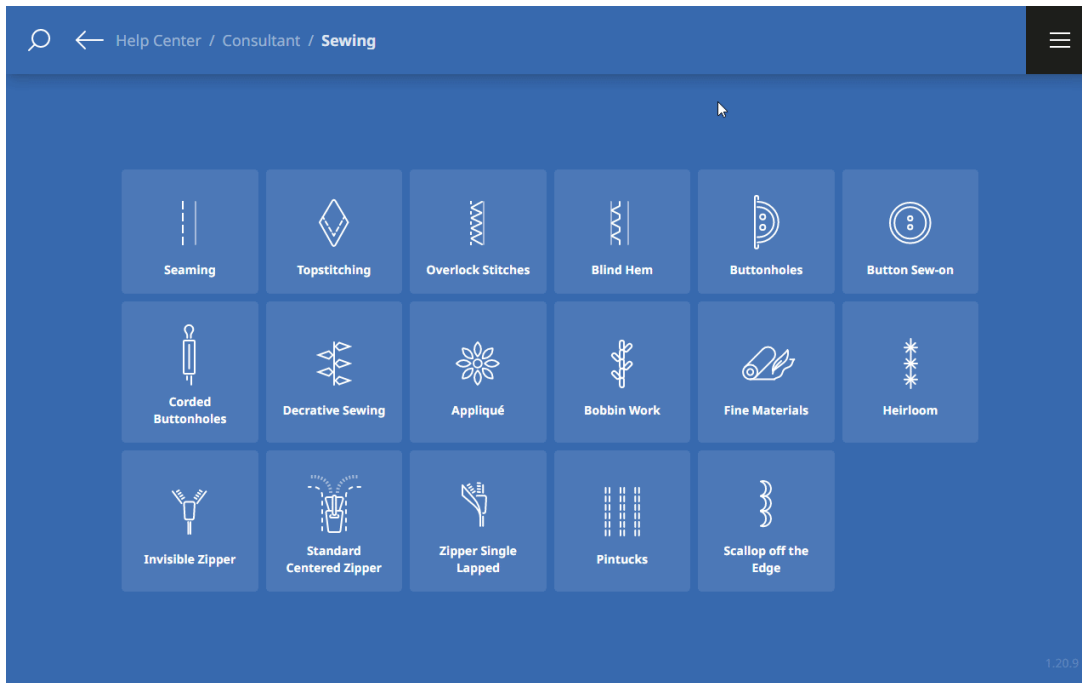 Help Center / Consultant / Sewing
Seaming
Topstitching
Overlock Stitches
Blind Hem
Buttonholes
Button Sew-on
Corded
Buttonholes
Decrative Sewing
Appliqué
Bobbin Work
Fine Materials
Heirloom
Invisible Zipper
Standard
Centered Zipper
Zipper Single
Lapped
Pintucks
Scallop off the
Edge
1.20.9